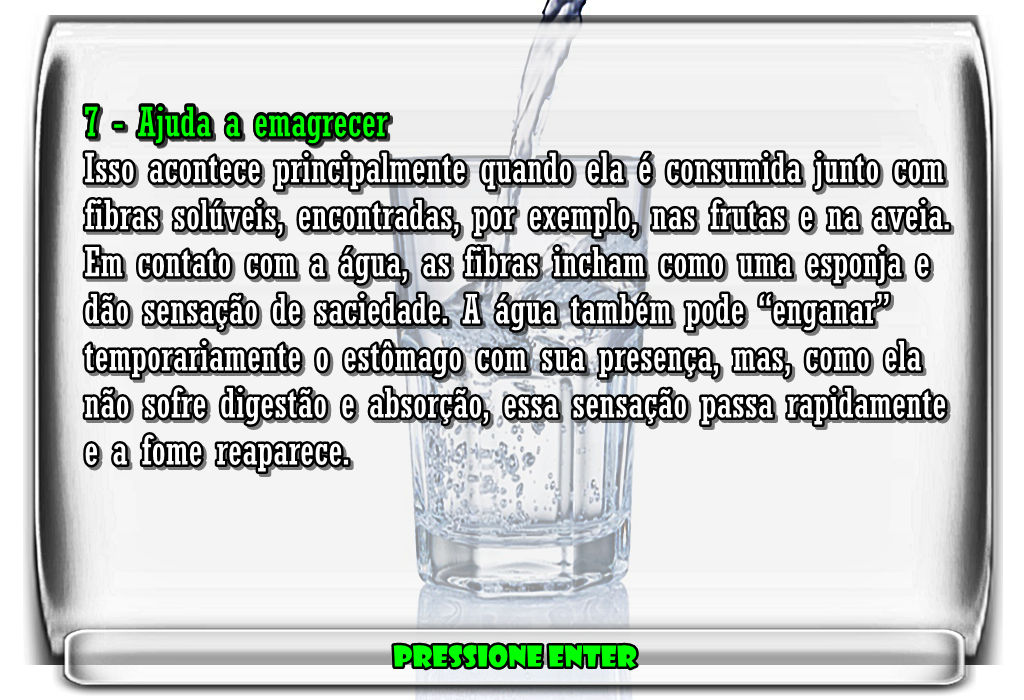 7 - Ajuda a emagrecer
Isso acontece principalmente quando ela é consumida junto com
fibras solúveis, encontradas, por exemplo, nas frutas e na aveia.
Em contato com a água, as fibras incham como uma esponja e
dão sensação de saciedade. A água também pode “enganar”
temporariamente o estômago com sua presença, mas, como ela
não sofre digestão e absorção, essa sensação passa rapidamente
e a fome reaparece.
PRESSIONE ENTER